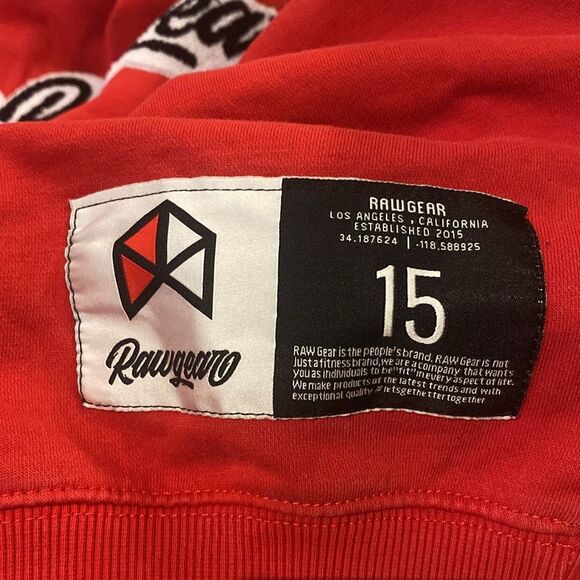 Rawgear
RAWGEAR
LOS ANGELES , CALIFORNIA
ESTABLISHED 2015
34.187624 | -118.588925
15
RAW Gear is the people's brand. RAW Gear is not
just a fitness brand, we are a company that wants
you as individuals to be "fit" in every aspect of life.
We make products of the latest trends and with
exceptional quality # letsgethettertogether